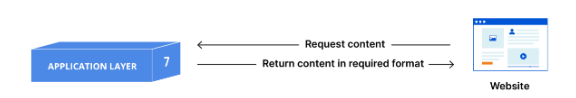 Request content
APPLICATION LAYER 7
Return content in required format
Website